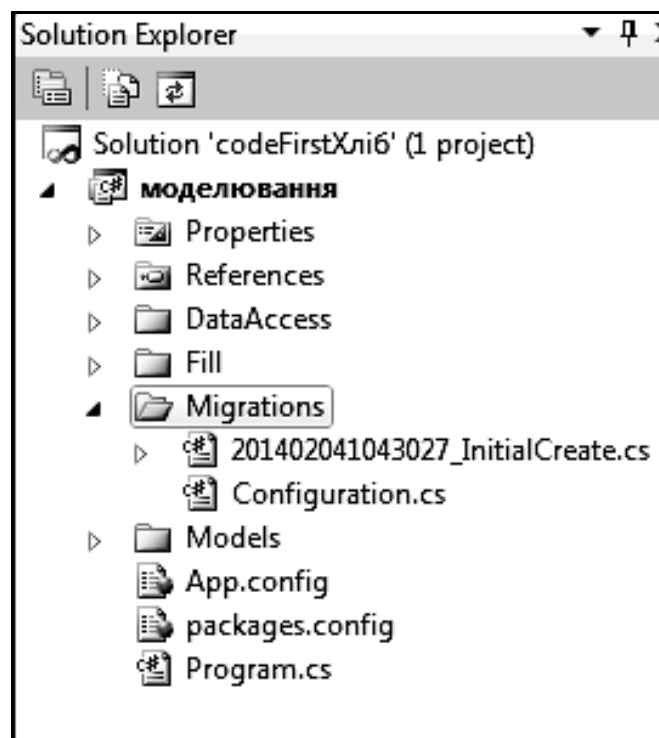 Solution Explorer
Solution 'codeFirstХліб' (1 project)
моделювання
Properties
References
DataAccess
Fill
Migrations
201402041043027_InitialCreate.cs
Configuration.cs
Models
App.config
packages.config
Program.cs